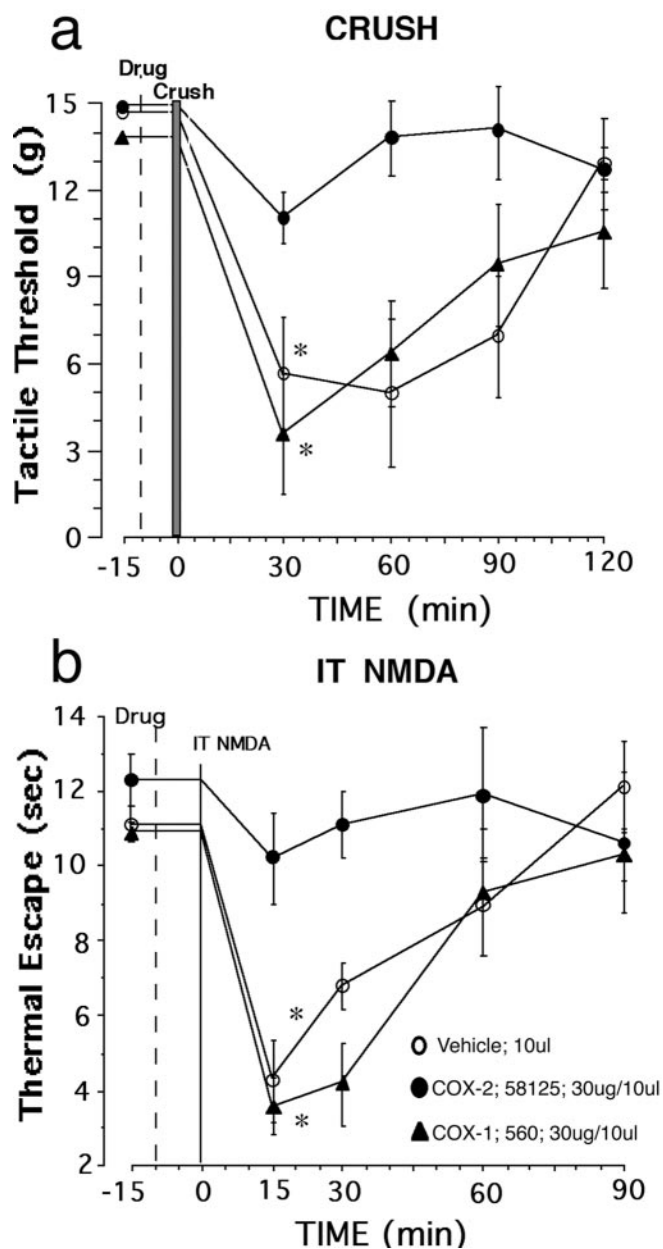 a
CRUSH
Drug
Crush
Tactile Threshold (g)
15
12
9
6
3
0
*
*
-15 0 30 60 90 120
TIME (min)
b
IT NMDA
Drug
IT NMDA
Thermal Escape (sec)
14
12
10
8
6
4
2
*
*
Vehicle; 10ul
COX-2; 58125; 30ug/10ul
COX-1; 560; 30ug/10ul
-15 0 15 30 60 90
TIME (min)